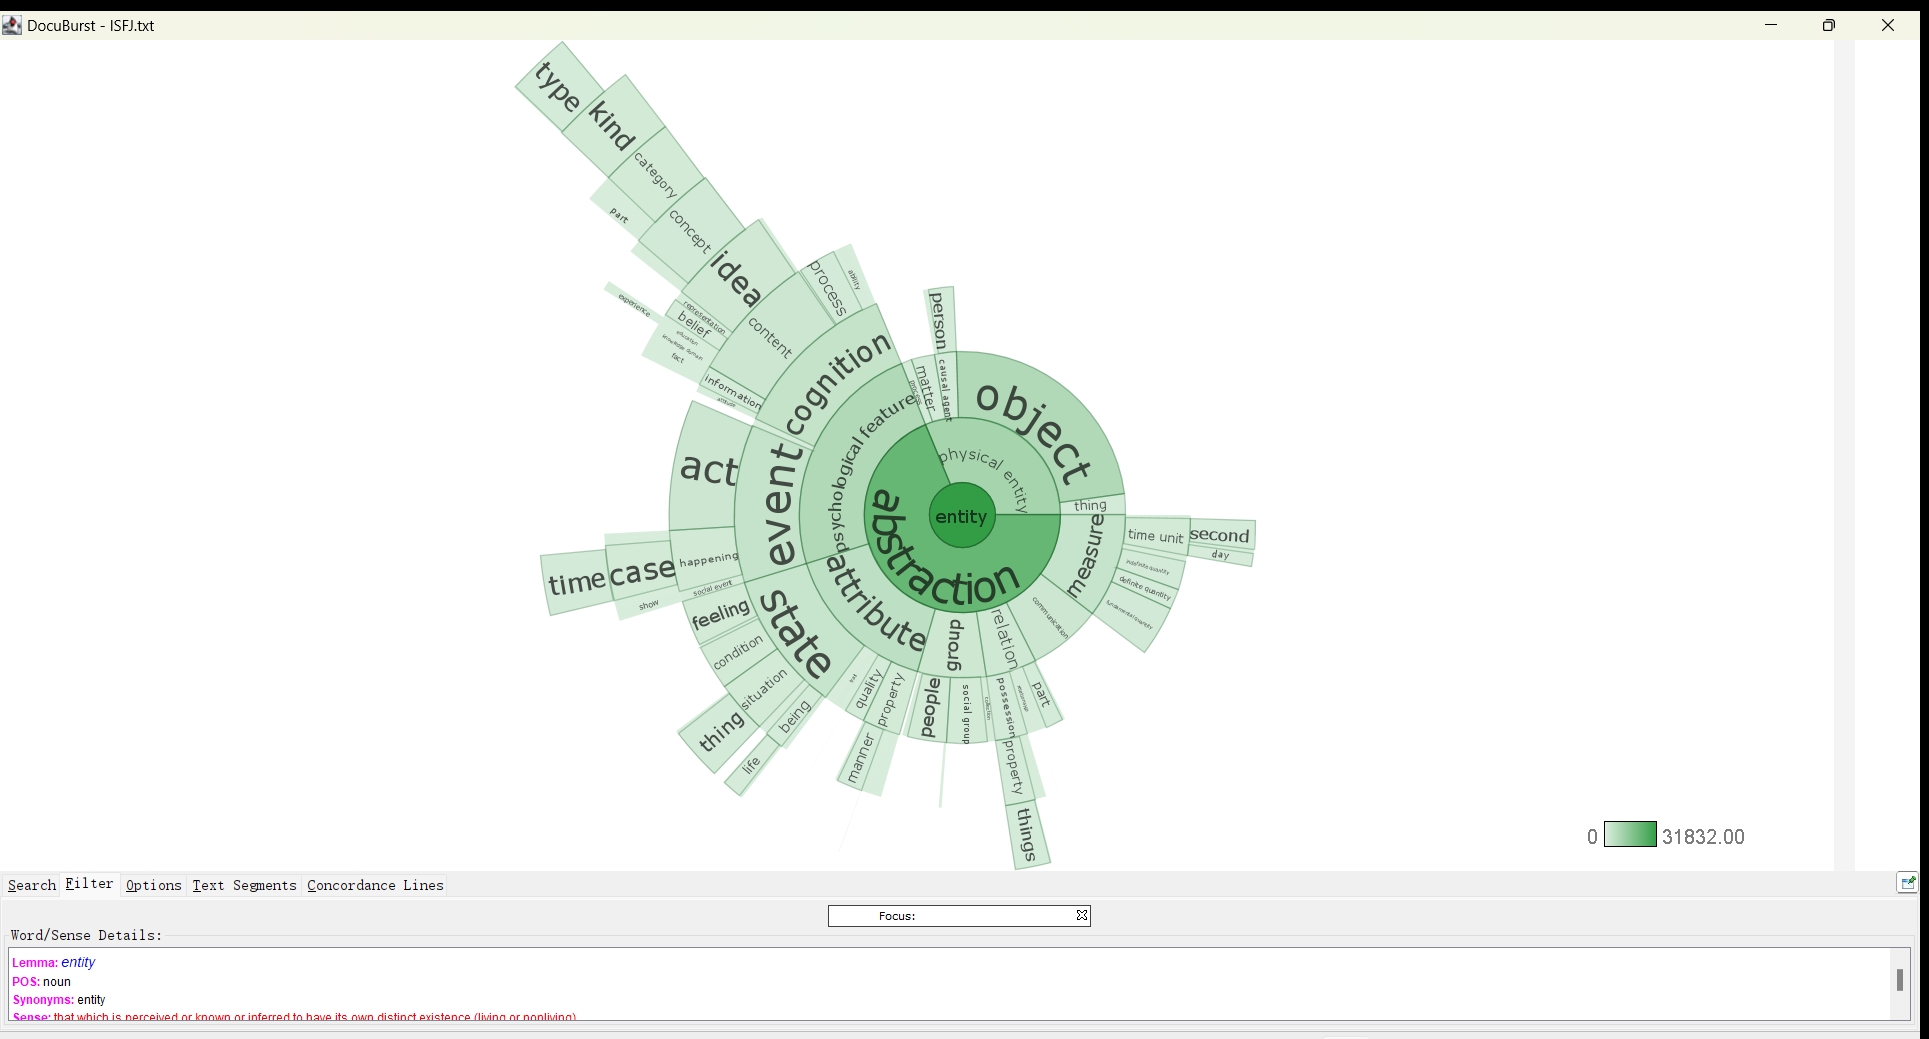 DocuBurst - ISFJ.txt
type
kind
category
part
concept
idea
process
ability
experience
representation
belief
education
knowledge domain
fact
content
information
attitude
cognition
person
matter
process
causal agent
object
psychological feature
physical entity
entity
thing
abstraction
act
event
happening
social event
time
case
show
attribute
state
feeling
condition
situation
being
thing
life
trait
quality
property
manner
group
people
social group
collection
relation
possession
relationship
part
property
things
communication
measure
time unit
second
day
indefinite quantity
definite quantity
fundamental quantity
0 31832.00
Search Filter Options Text Segments Concordance Lines
Focus:
Word/Sense Details:
Lemma: entity
POS: noun
Synonyms: entity
Sense: that which is perceived or known or inferred to have its own distinct existence (living or nonliving)